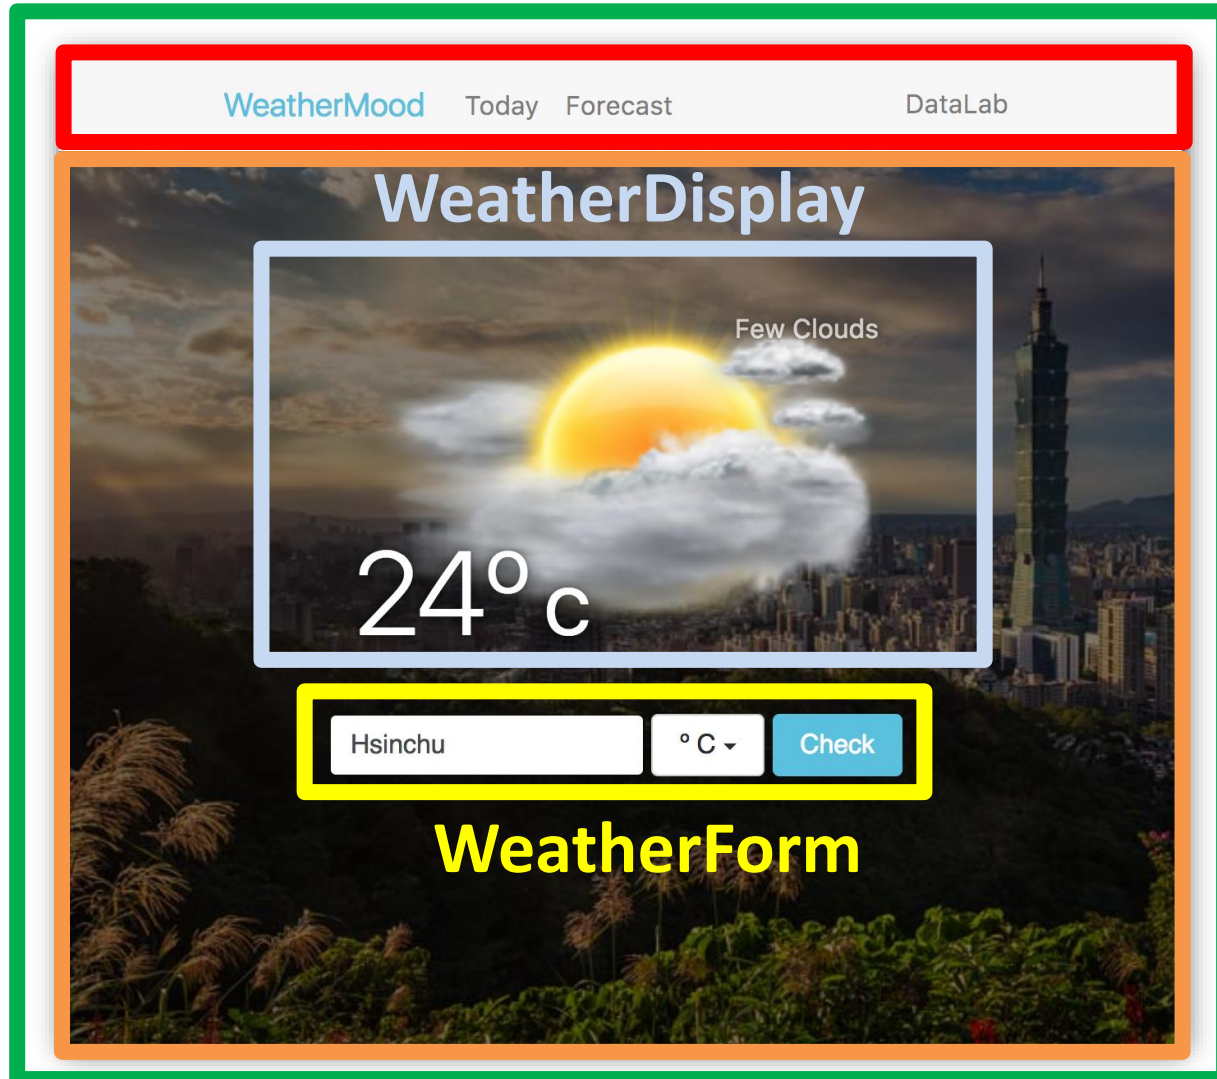 WeatherMood Today Forecast DataLab
WeatherDisplay
Few Clouds
24° c
Hsinchu ° C Check
WeatherForm